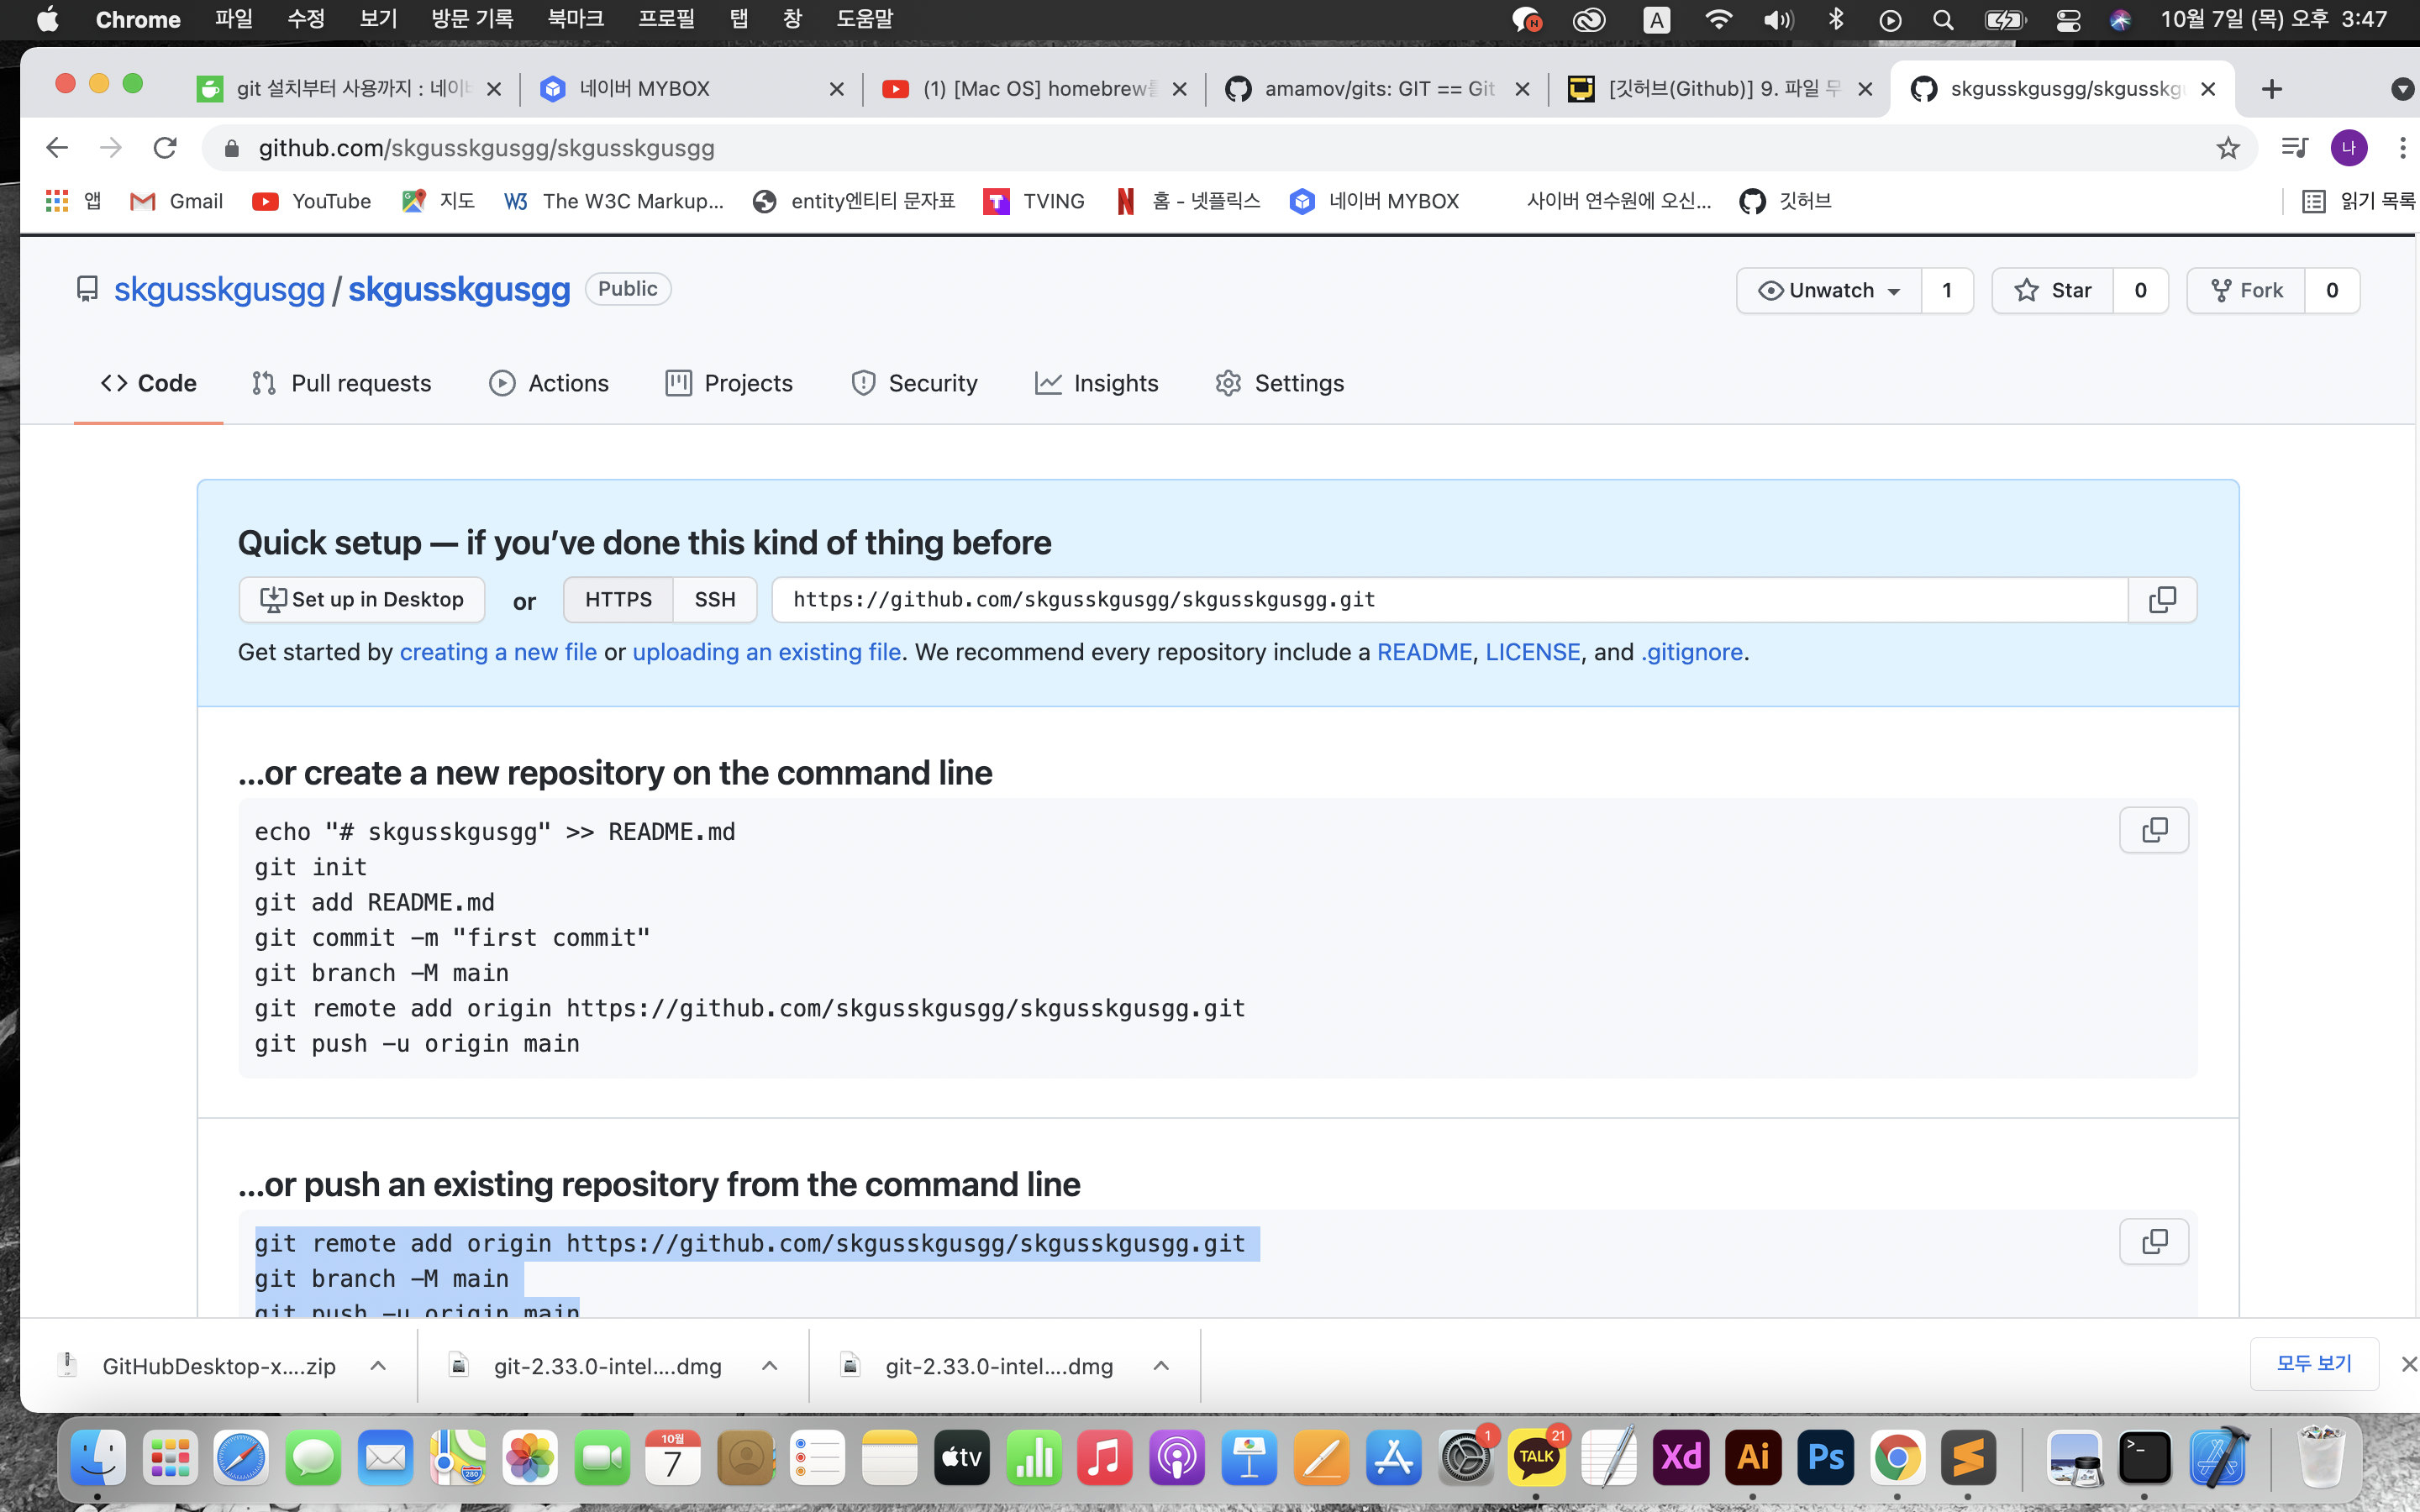 Chrome 파일 수정 보기 방문 기록 북마크 프로필 탭 창 도움말 N A 10월 7일 (목) 오후 3:47
git 설치부터 사용까지 : 네이버 네이버 MYBOX (1) [Mac OS] homebrew를 amamov/gits: GIT == Git [깃허브(Github)] 9. 파일 무 skgusskgusgg/skgusskgu
github.com/skgusskgusgg/skgusskgusgg 나
앱 Gmail YouTube 지도 W3 The W3C Markup... entity엔티티 문자표 T TVING N 홈 - 넷플릭스 네이버 MYBOX 사이버 연수원에 오신... 깃허브 읽기 목록
skgusskgusgg / skgusskgusgg Public Unwatch 1 Star 0 Fork 0
Code Pull requests Actions Projects Security Insights Settings
Quick setup — if you’ve done this kind of thing before
Set up in Desktop or HTTPS SSH https://github.com/skgusskgusgg/skgusskgusgg.git
Get started by creating a new file or uploading an existing file. We recommend every repository include a README, LICENSE, and .gitignore.
...or create a new repository on the command line
echo "# skgusskgusgg" >> README.md
git init
git add README.md
git commit -m "first commit"
git branch -M main
git remote add origin https://github.com/skgusskgusgg/skgusskgusgg.git
git push -u origin main
...or push an existing repository from the command line
git remote add origin https://github.com/skgusskgusgg/skgusskgusgg.git
git branch -M main
git push -u origin main
GitHubDesktop-x....zip git-2.33.0-intel....dmg git-2.33.0-intel....dmg 모두 보기
280 10월 7 tv 1 TALK 21 Xd Ai Ps >_